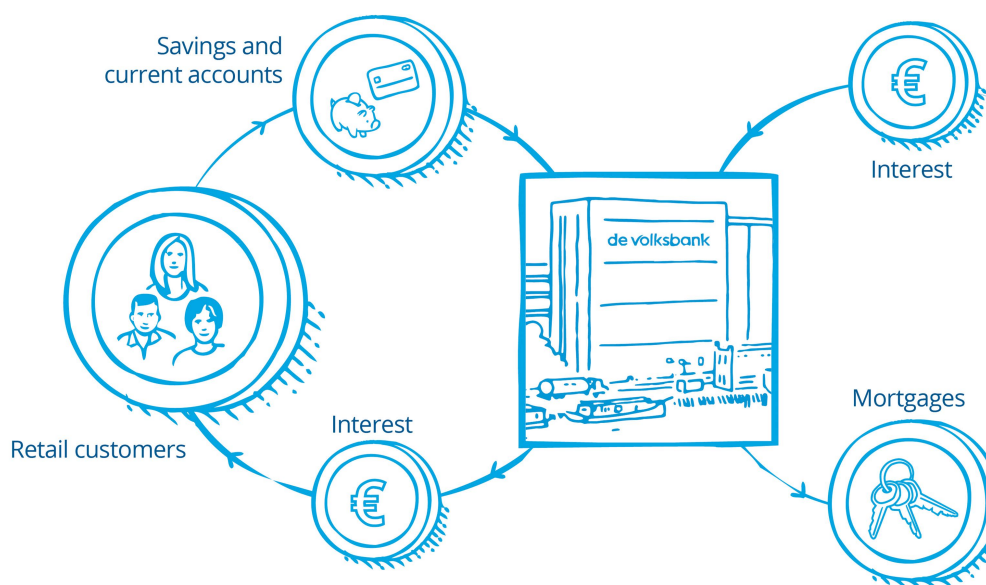 Savings and
current accounts
€
Interest
de volksbank
Mortgages
Interest
Retail customers
€